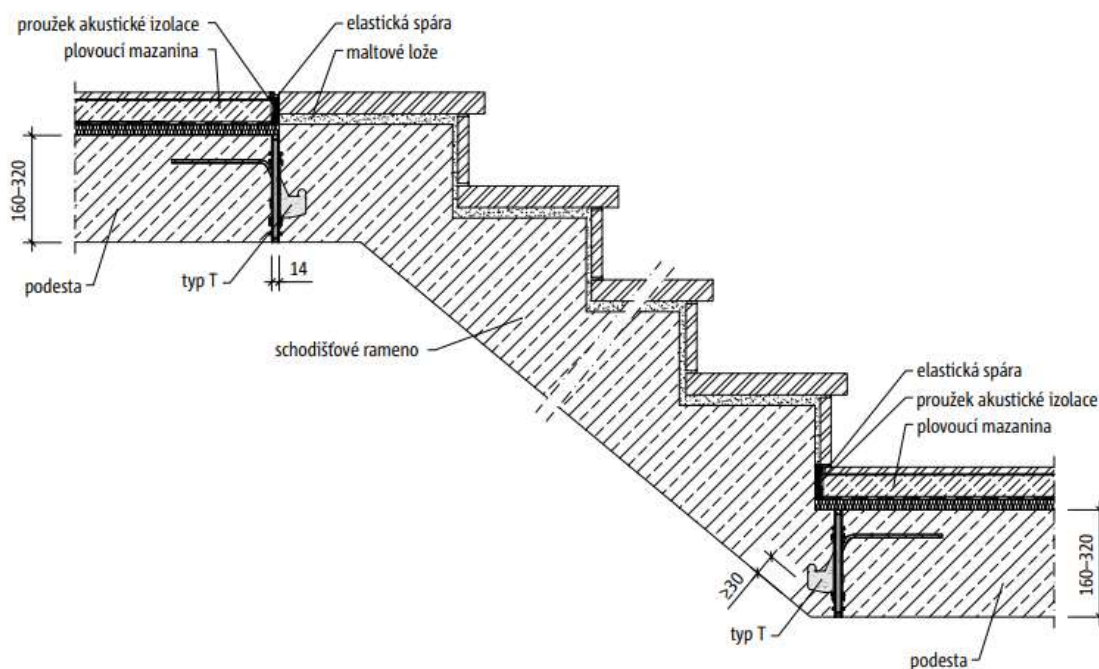 proužek akustické izolace
elastická spára
plovoucí mazanina
maltové lože
160–320
podesta
typ T
14
schodišťové rameno
elastická spára
proužek akustické izolace
plovoucí mazanina
≥30
160–320
typ T
podesta